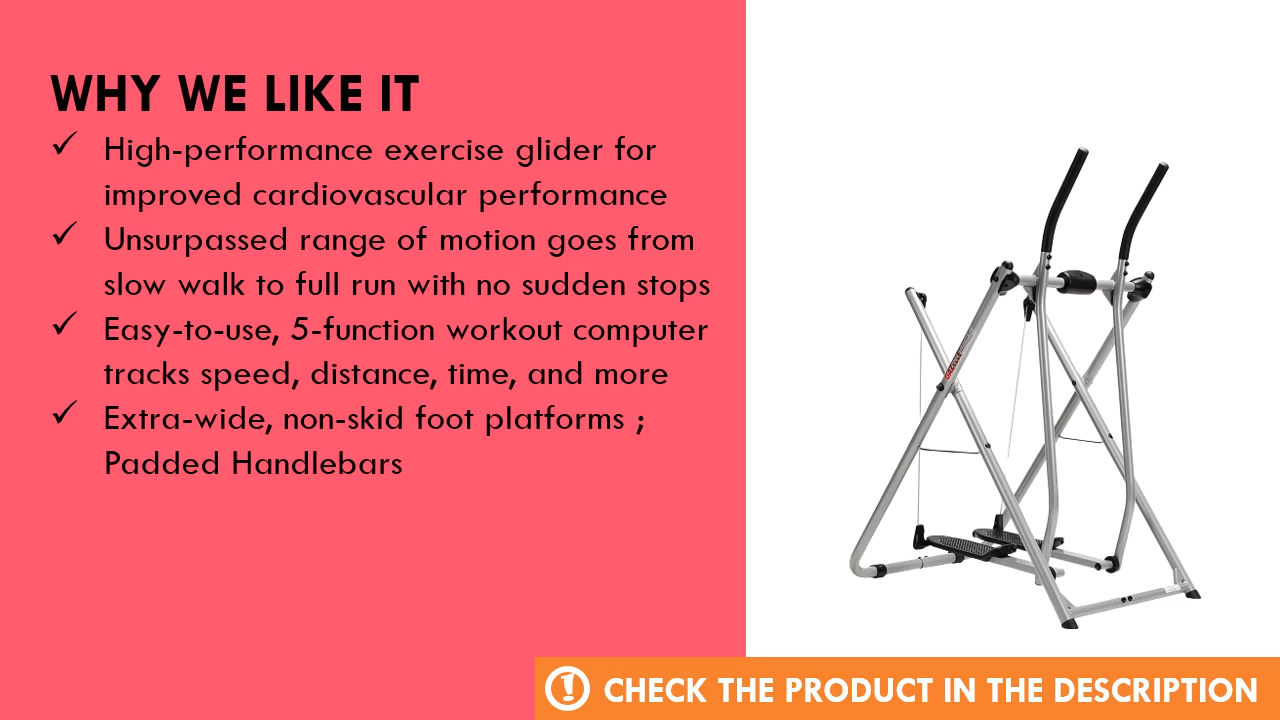 WHY WE LIKE IT
✓ High-performance exercise glider for
improved cardiovascular performance
✓ Unsurpassed range of motion goes from
slow walk to full run with no sudden stops
✓ Easy-to-use, 5-function workout computer
tracks speed, distance, time, and more
✓ Extra-wide, non-skid foot platforms ;
Padded Handlebars
! CHECK THE PRODUCT IN THE DESCRIPTION